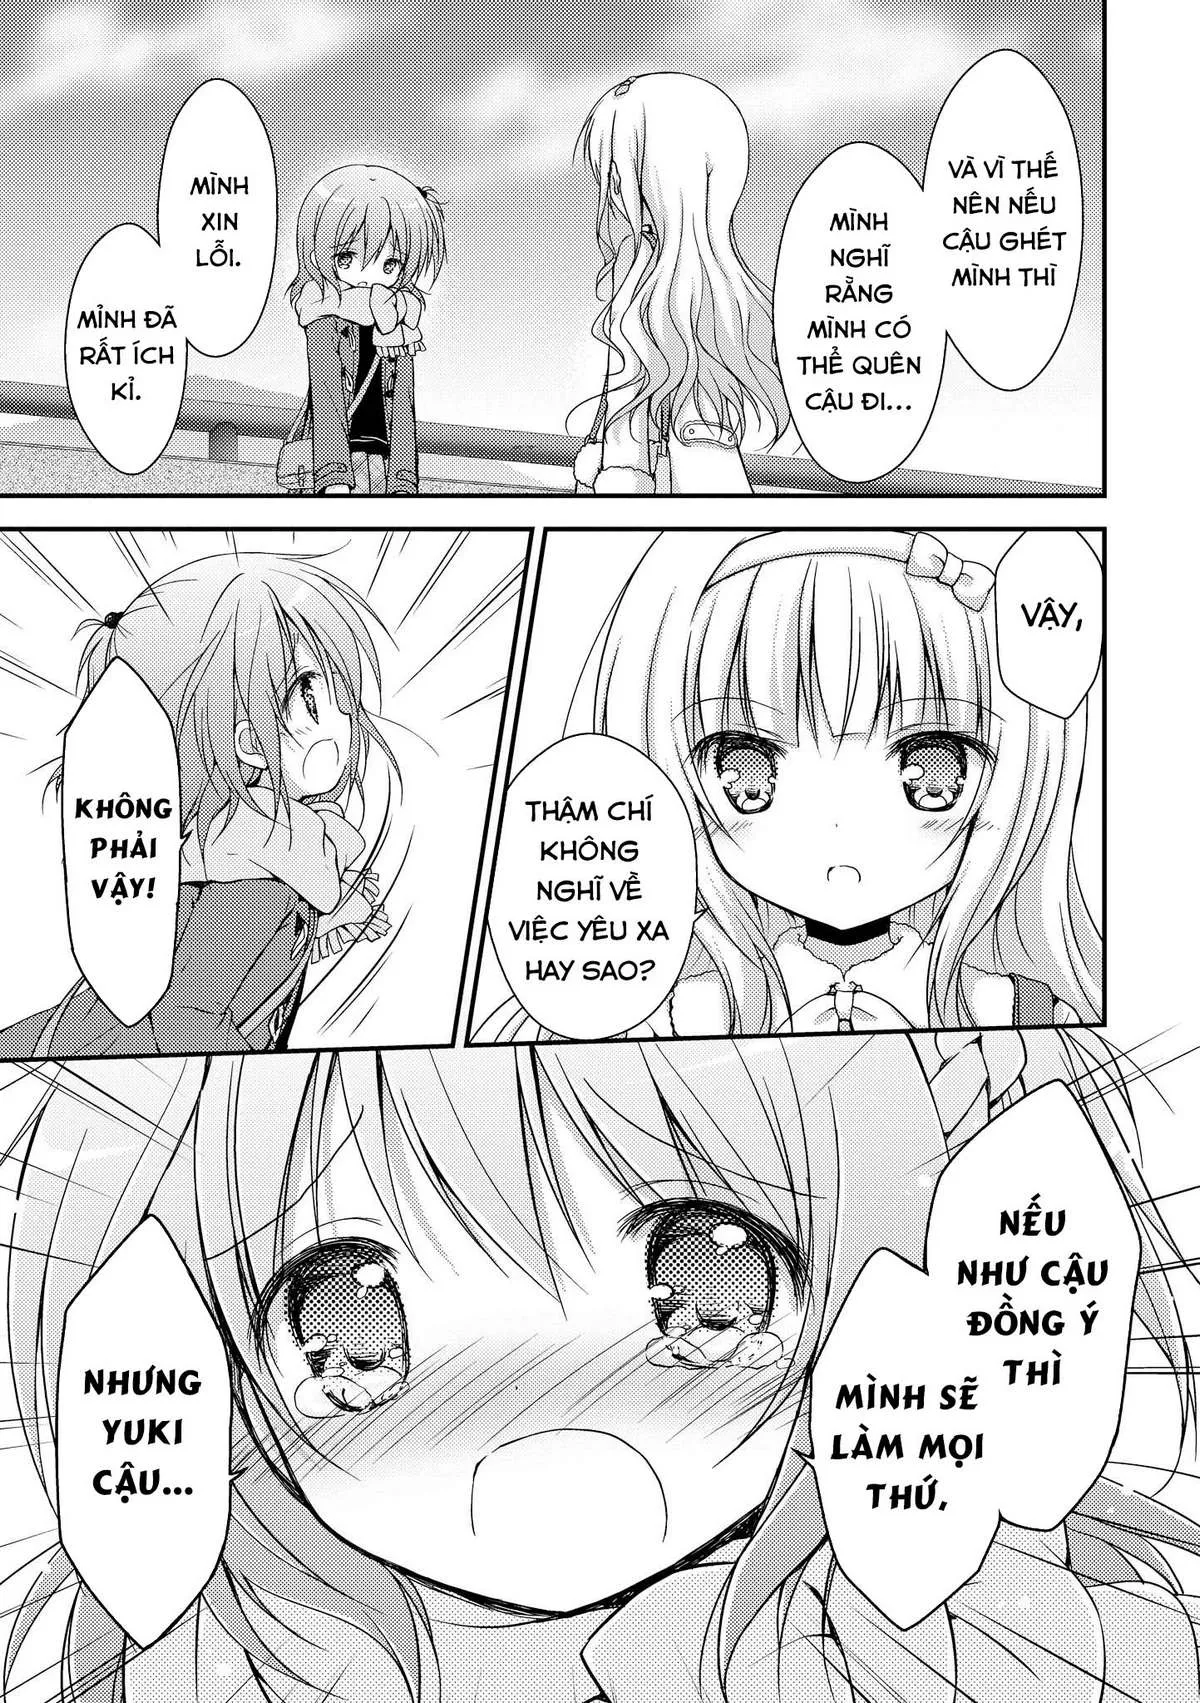 VÀ VÌ THẾ
NÊN NẾU
CẬU GHÉT
MÌNH THÌ
MÌNH
NGHĨ
RẰNG
MÌNH CÓ
THỂ QUÊN
CẬU ĐI...
MÌNH
XIN
LỖI.
MỈNH ĐÃ
RẤT ÍCH
KỈ.
VẬY,
THẬM CHÍ
KHÔNG
NGHĨ VỀ
VIỆC YÊU XA
HAY SAO?
KHÔNG
PHẢI
VẬY!
NẾU
NHƯ CẬU
ĐỒNG Ý
THÌ
MÌNH SẼ
LÀM MỌI
THỨ,
NHƯNG
YUKI
CẬU...